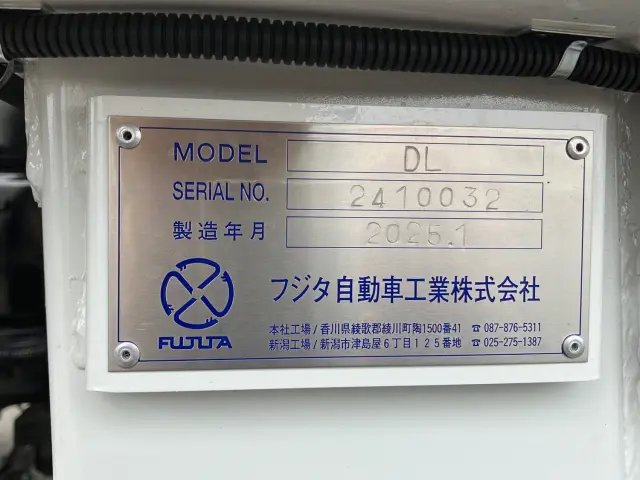 MODEL DL
SERIAL NO. 2410032
製造年月 2025.1
フジタ自動車工業株式会社
FUJITA
本社工場/香川県綾歌郡綾川町陶1500番41 ☎087-876-5311
新潟工場/新潟市津島屋6丁目125番地 ☎025-275-1387